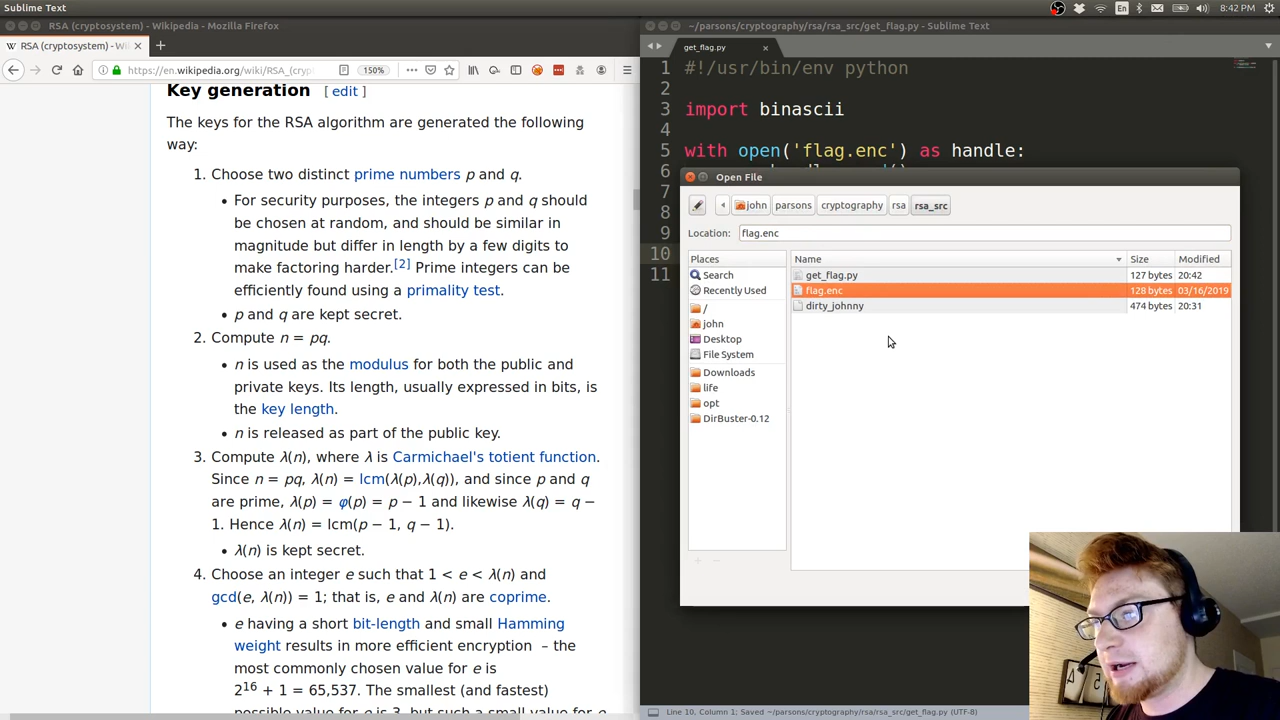 Sublime Text
En
8:42 PM
RSA (cryptosystem) - Wikipedia - Mozilla Firefox
RSA (cryptosystem) - Wi
https://en.wikipedia.org/wiki/RSA_(cryp
150%
Key generation [ edit ]
The keys for the RSA algorithm are generated the following
way:
1. Choose two distinct prime numbers p and q.
• For security purposes, the integers p and q should
be chosen at random, and should be similar in
magnitude but differ in length by a few digits to
make factoring harder.[2] Prime integers can be
efficiently found using a primality test.
• p and q are kept secret.
2. Compute n = pq.
• n is used as the modulus for both the public and
private keys. Its length, usually expressed in bits, is
the key length.
• n is released as part of the public key.
3. Compute λ(n), where λ is Carmichael's totient function.
Since n = pq, λ(n) = lcm(λ(p),λ(q)), and since p and q
are prime, λ(p) = φ(p) = p − 1 and likewise λ(q) = q −
1. Hence λ(n) = lcm(p − 1, q − 1).
• λ(n) is kept secret.
4. Choose an integer e such that 1 < e < λ(n) and
gcd(e, λ(n)) = 1; that is, e and λ(n) are coprime.
• e having a short bit-length and small Hamming
weight results in more efficient encryption – the
most commonly chosen value for e is
2^16 + 1 = 65,537. The smallest (and fastest)
possible value for e is 3, but such a small value for e
~/parsons/cryptography/rsa/rsa_src/get_flag.py - Sublime Text
get_flag.py
1 #!/usr/bin/env python
2
3 import binascii
4
5 with open('flag.enc') as handle:
6
7
8
9
10
11
Open File
john
parsons
cryptography
rsa
rsa_src
Location: flag.enc
Places
Name
Size
Modified
Search
get_flag.py 127 bytes 20:42
Recently Used
flag.enc 128 bytes 03/16/2019
/
dirty_johnny 474 bytes 20:31
john
Desktop
File System
Downloads
life
opt
DirBuster-0.12
Line 10, Column 1; Saved ~/parsons/cryptography/rsa/rsa_src/get_flag.py (UTF-8)